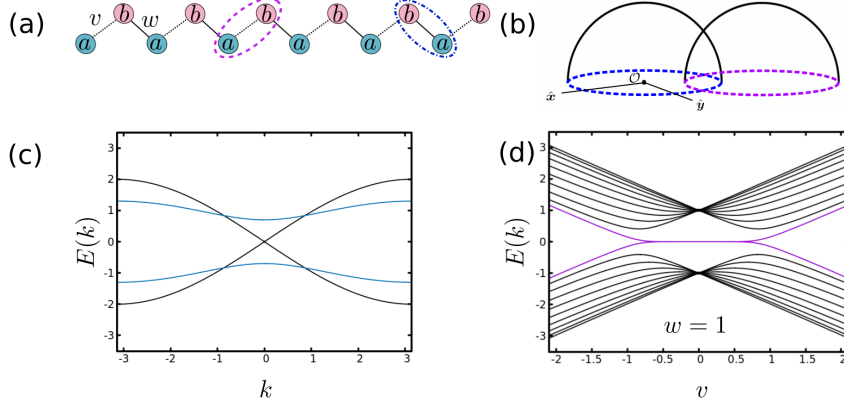 (a)
b b b b b b
v w
a a a a a a
(b)
𝒪
x̂
ŷ
(c)
E(k)
3
2
1
0
-1
-2
-3
-3 -2 -1 0 1 2 3
k
(d)
E(k)
3
2
1
0
-1
-2
-3
w = 1
-2 -1.5 -1 -0.5 0 0.5 1 1.5 2
v